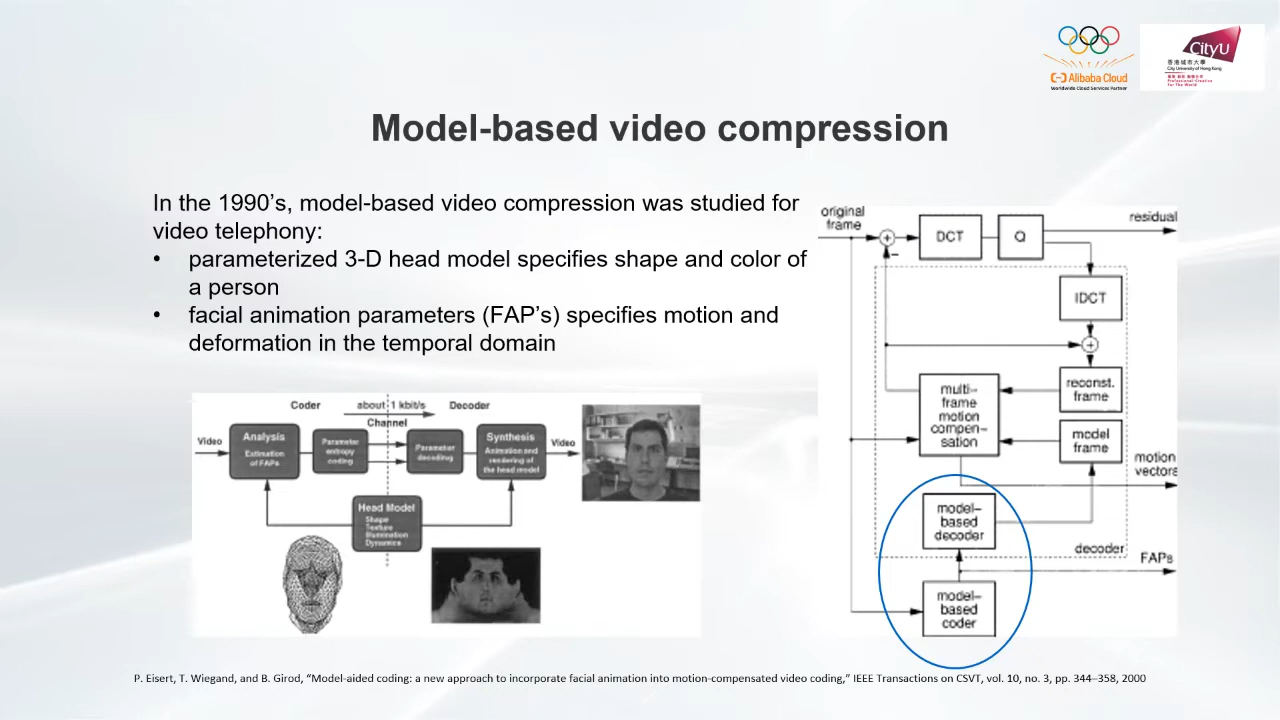 Alibaba Cloud
Worldwide Cloud Services Partner
CityU
香港城市大學
City University of Hong Kong
Professional·Creative
For The World
Model-based video compression
In the 1990's, model-based video compression was studied for
video telephony:
• parameterized 3-D head model specifies shape and color of
a person
• facial animation parameters (FAP's) specifies motion and
deformation in the temporal domain
Coder
about 1 kbit/s
Decoder
Channel
Video
Analysis
Estimation
of FAPs
Parameter
entropy
coding
Parameter
decoding
Synthesis
Animation and
rendering of
the head model
Video
Head Model
Shape
Texture
Illumination
Dynamics
original
frame
+
−
DCT
Q
residual
IDCT
+
multi–
frame
motion
compen–
sation
reconst.
frame
model
frame
motion
vectors
model–
based
decoder
decoder
FAPs
model–
based
coder
P. Eisert, T. Wiegand, and B. Girod, “Model-aided coding: a new approach to incorporate facial animation into motion-compensated video coding,” IEEE Transactions on CSVT, vol. 10, no. 3, pp. 344–358, 2000